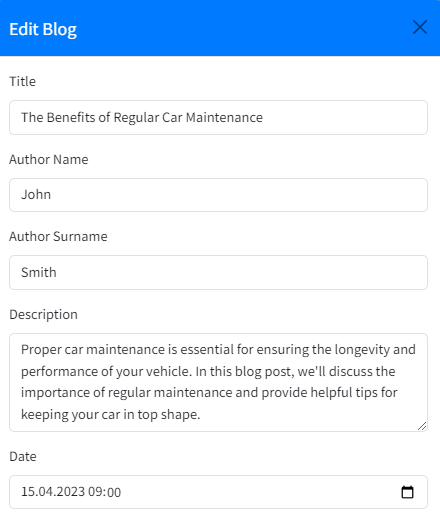 Edit Blog
Title
The Benefits of Regular Car Maintenance
Author Name
John
Author Surname
Smith
Description
Proper car maintenance is essential for ensuring the longevity and
performance of your vehicle. In this blog post, we'll discuss the
importance of regular maintenance and provide helpful tips for
keeping your car in top shape.
Date
15.04.2023 09:00